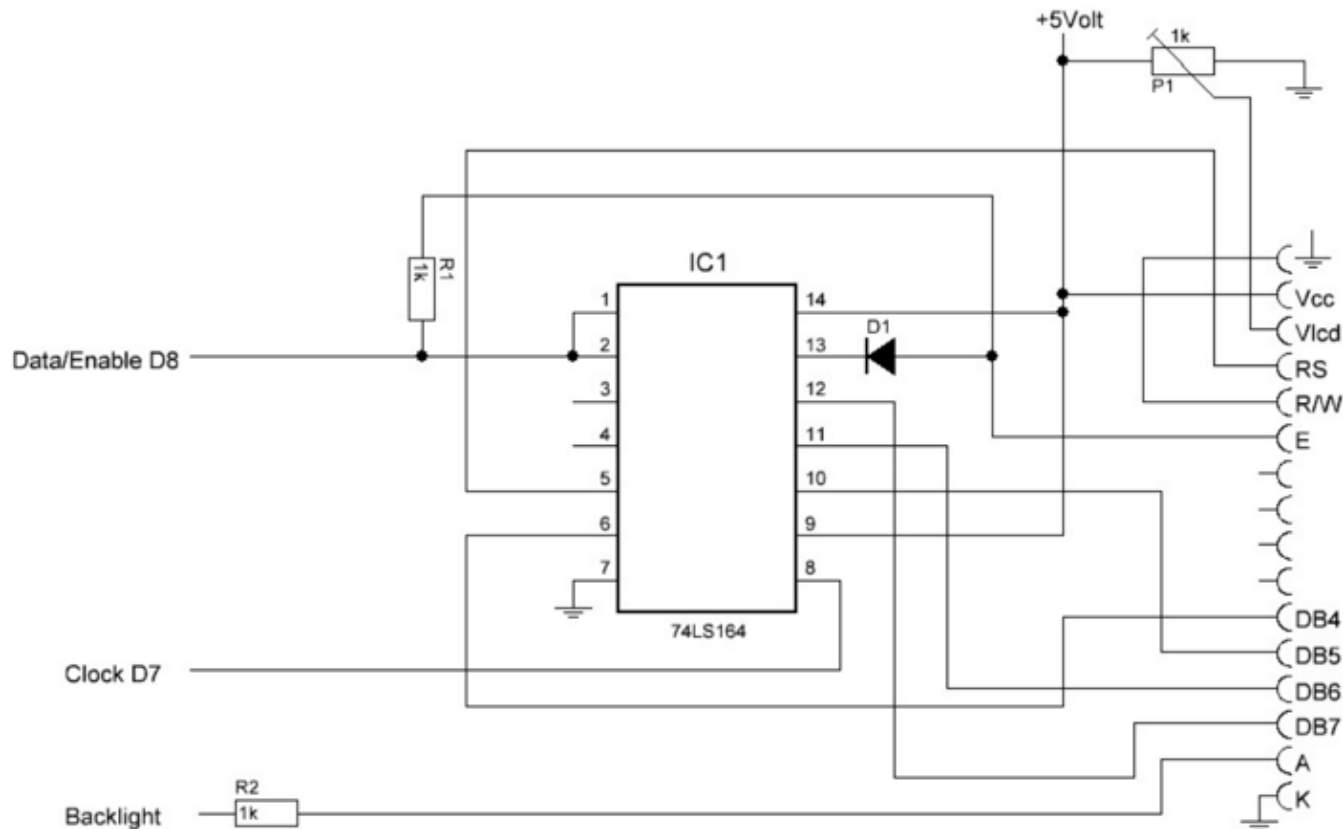 +5Volt
1k
P1
R1
1k
IC1
1
2
3
4
5
6
7
14
13
12
11
10
9
8
74LS164
D1
Data/Enable D8
Clock D7
R2
1k
Backlight
Vcc
Vlcd
RS
R/W
E
DB4
DB5
DB6
DB7
A
K